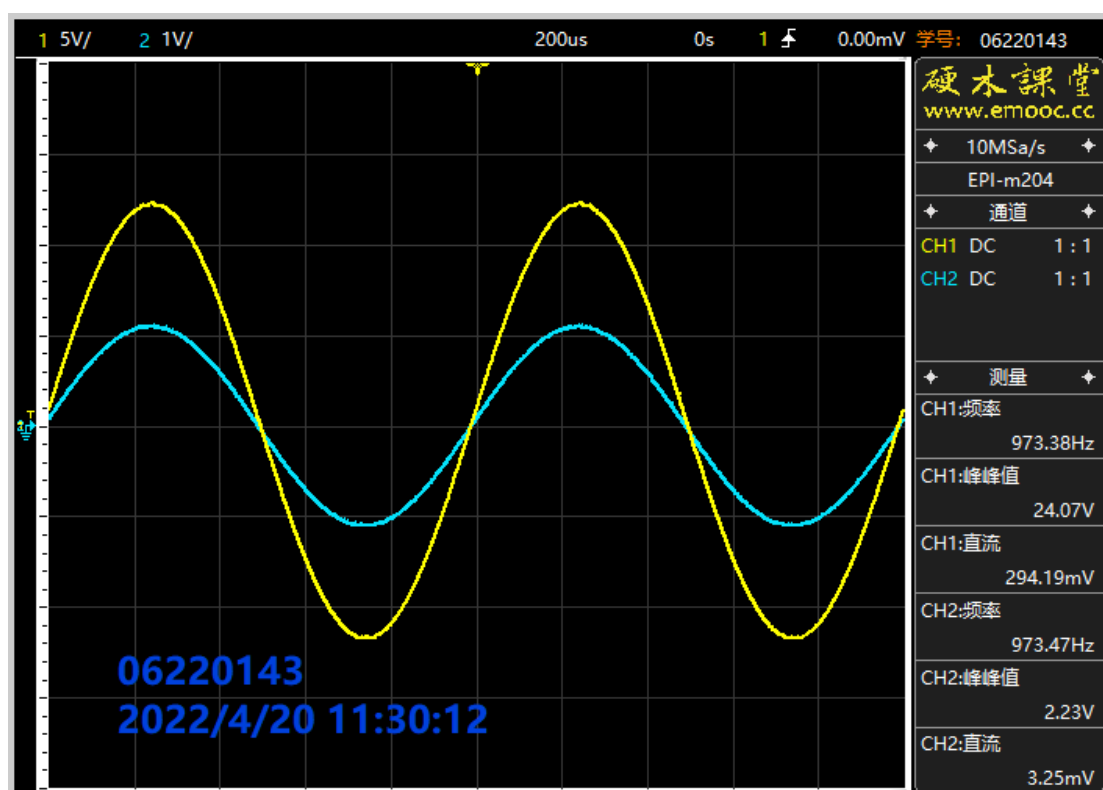 1 5V/ 2 1V/ 200us 0s 1 0.00mV 学号: 06220143
硬木課堂
www.emooc.cc
10MSa/s
EPI-m204
通道
CH1 DC 1 : 1
CH2 DC 1 : 1
测量
CH1:频率
973.38Hz
CH1:峰峰值
24.07V
CH1:直流
294.19mV
CH2:频率
973.47Hz
CH2:峰峰值
2.23V
CH2:直流
3.25mV
T
06220143
2022/4/20 11:30:12